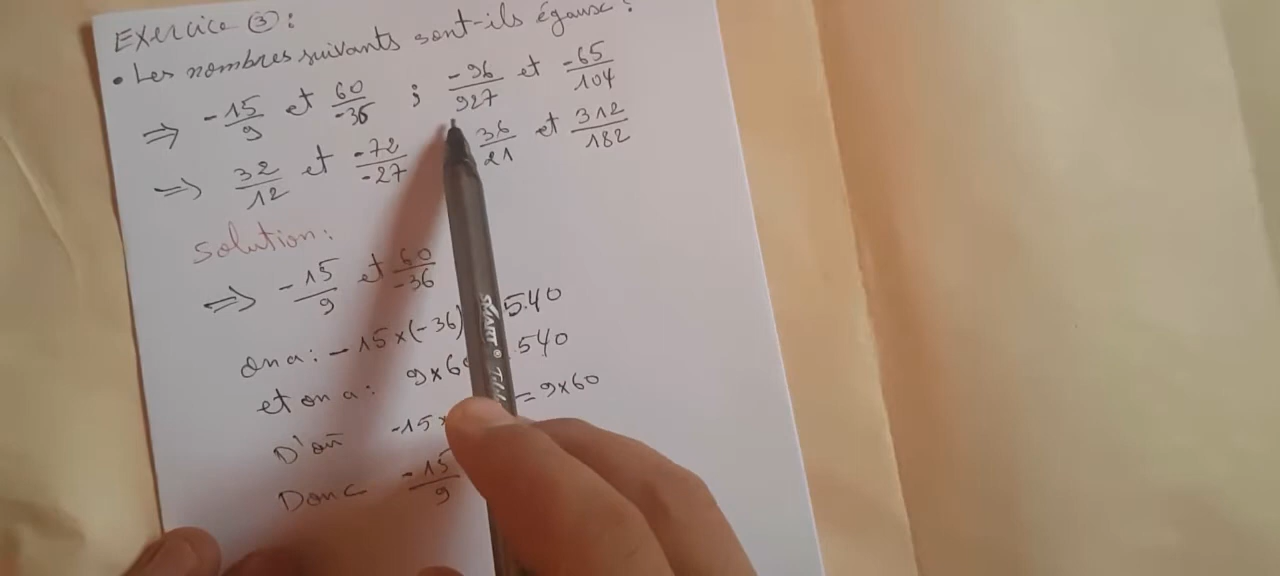 Exercice ③ :
• Les nombres suivants sont-ils égaux ?
⇒ -15/9 et 60/-36 ; -96/927 et -65/104
⇒ 32/12 et -72/-27 36/21 et 312/182
Solution :
⇒ -15/9 et 60/-36
on a : -15×(-36) 540
et on a : 9×6 540
D'où -15× = 9×60
Donc -15/9